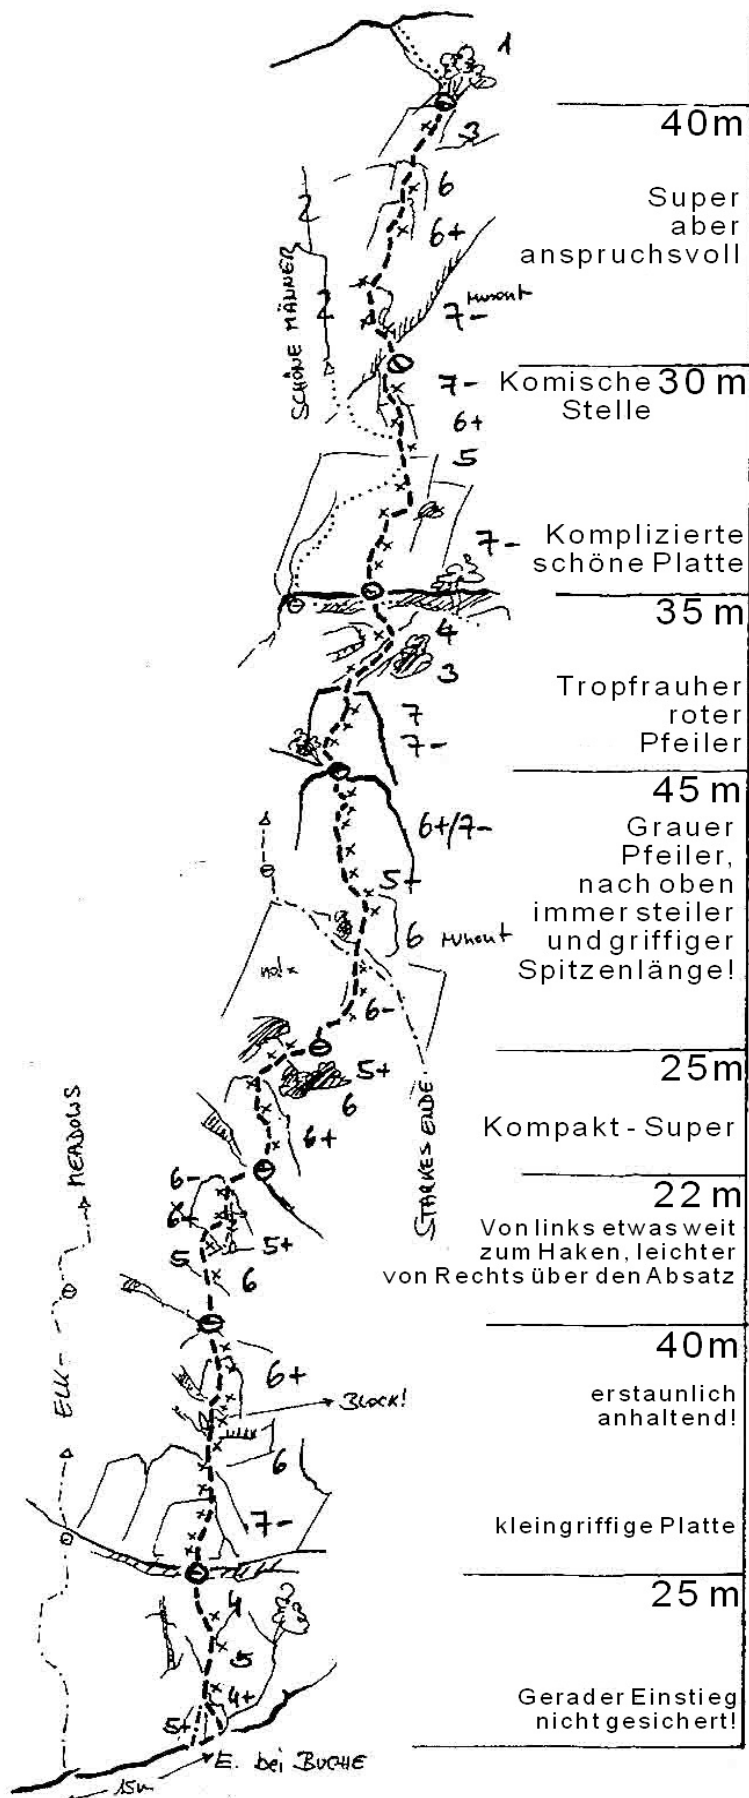 1
40m
3
6
Super
aber
anspruchsvoll
6+
SCHÖNE MÄNNER
7-
7-
Komische 30 m
Stelle
6+
5
7-
Komplizierte
schöne Platte
35 m
4
3
Tropfrauher
roter
Pfeiler
7
7-
45 m
6+/7-
Grauer
Pfeiler,
nach oben
immer steiler
und griffiger
Spitzenlänge!
5+
6
no!
6-
25m
5+
6
Kompakt - Super
6+
STARKES ENDE
ELK-MEADOWS
22 m
6-
5+
5
6
Von links etwas weit
zum Haken, leichter
von Rechts über den Absatz
40m
6+
BLOCK!
erstaunlich
anhaltend!
6
7-
kleingriffige Platte
25 m
4
5
4+
5+
Gerader Einstieg
nicht gesichert!
E. bei BUCHE
15m